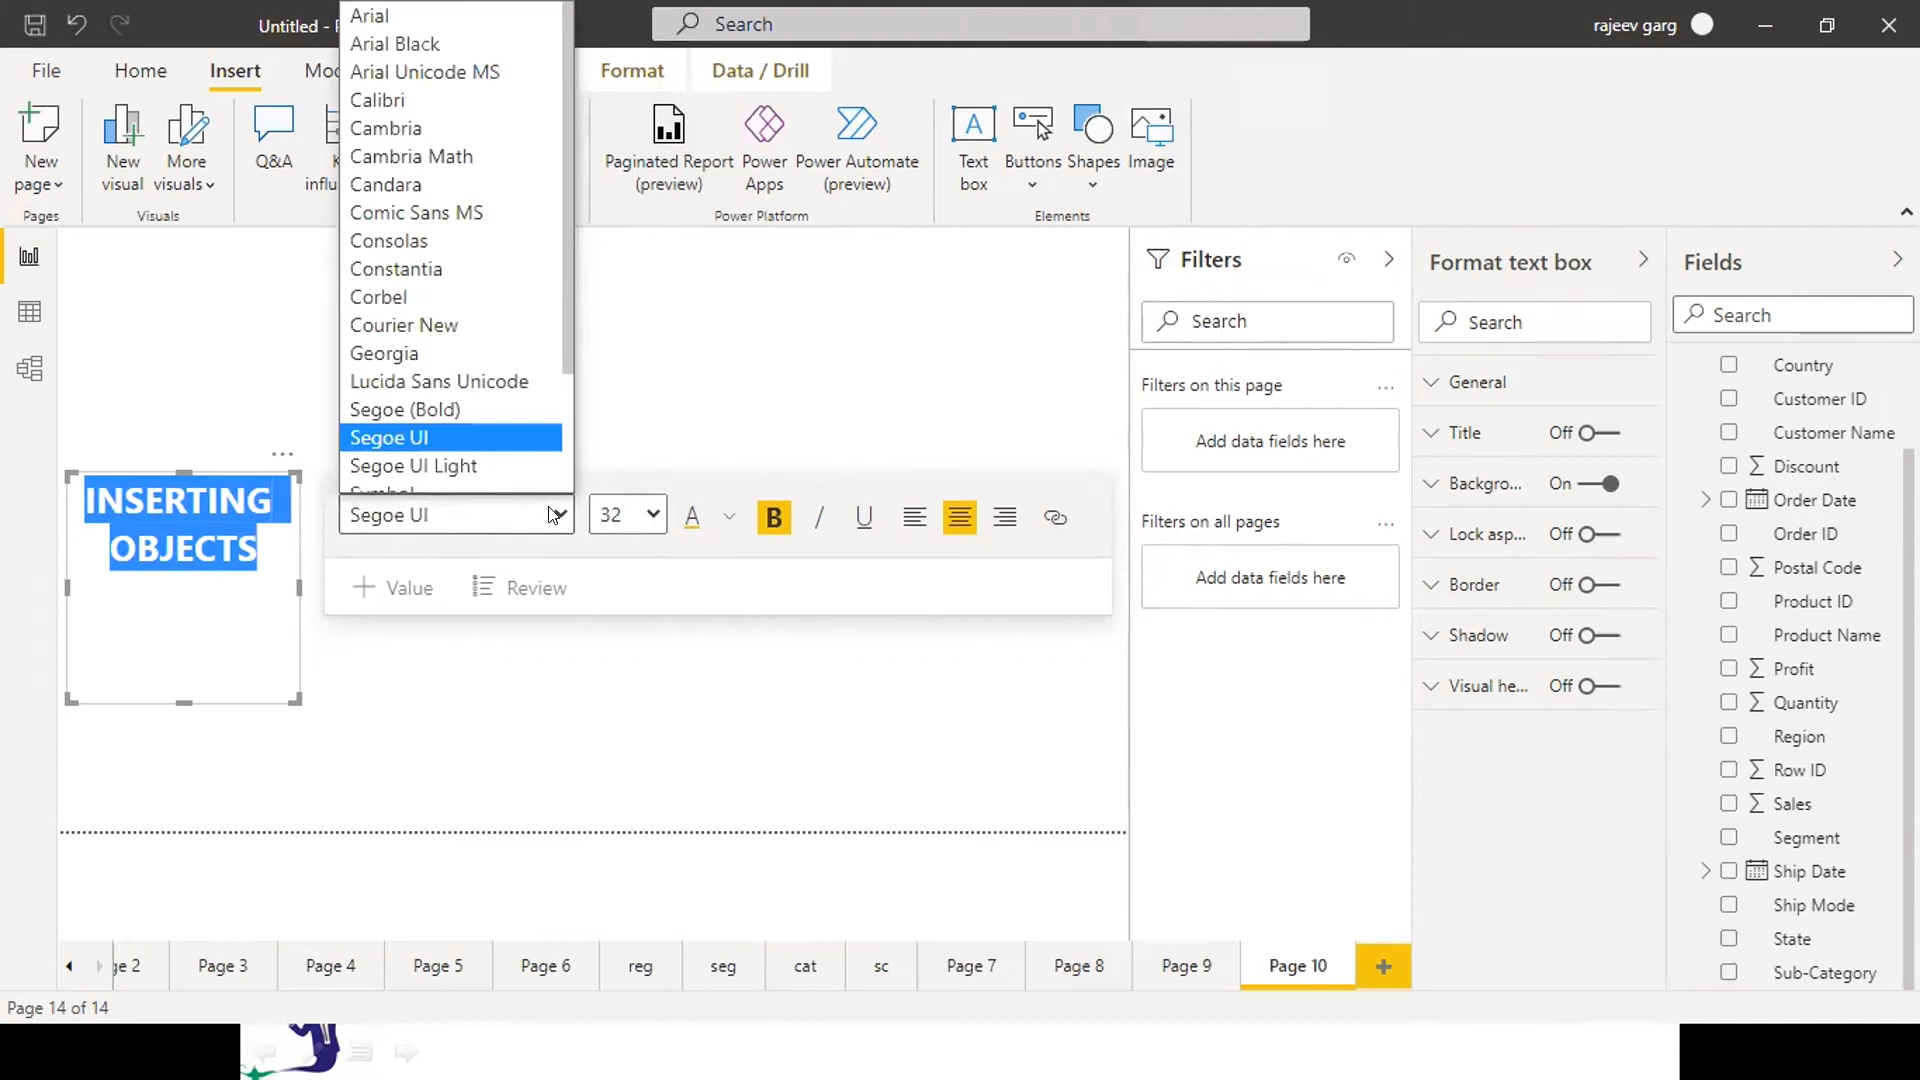 Untitled - P
Search
rajeev garg
File
Home
Insert
Mod
Format
Data / Drill
New page
New visual
More visuals
Q&A
K
influ
Paginated Report (preview)
Power Apps
Power Automate (preview)
Text box
Buttons
Shapes
Image
Pages
Visuals
Power Platform
Elements
Arial
Arial Black
Arial Unicode MS
Calibri
Cambria
Cambria Math
Candara
Comic Sans MS
Consolas
Constantia
Corbel
Courier New
Georgia
Lucida Sans Unicode
Segoe (Bold)
Segoe UI
Segoe UI Light
Symbol
Segoe UI
32
A
B
/
U
Value
Review
INSERTING
OBJECTS
Filters
Search
Filters on this page
Add data fields here
Filters on all pages
Add data fields here
Format text box
Search
General
Title Off
Backgro... On
Lock asp... Off
Border Off
Shadow Off
Visual he... Off
Fields
Search
Country
Customer ID
Customer Name
Discount
Order Date
Order ID
Postal Code
Product ID
Product Name
Profit
Quantity
Region
Row ID
Sales
Segment
Ship Date
Ship Mode
State
Sub-Category
ge 2
Page 3
Page 4
Page 5
Page 6
reg
seg
cat
sc
Page 7
Page 8
Page 9
Page 10
Page 14 of 14